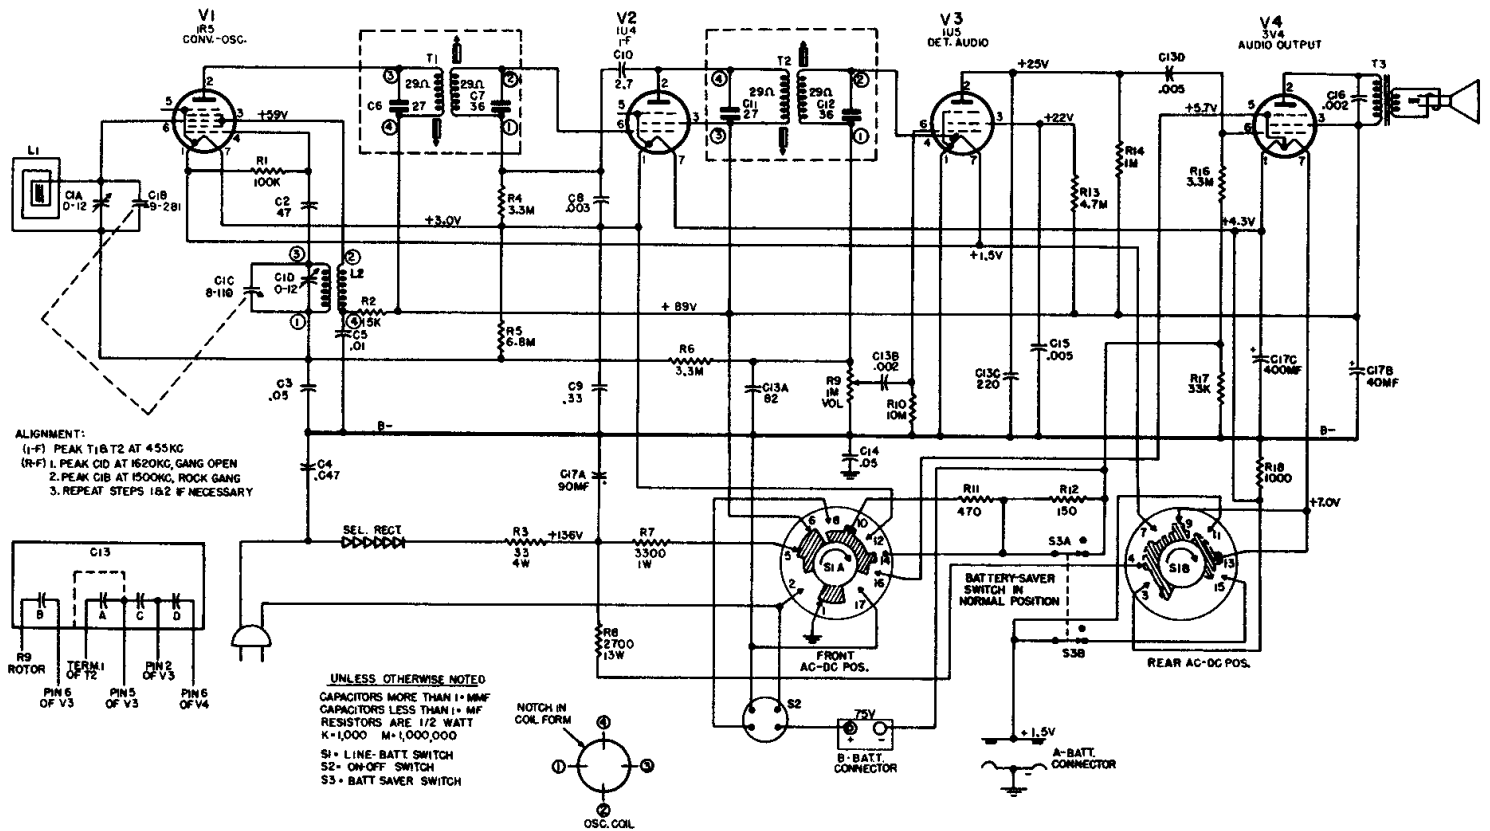 V1
1R5
CONV.-OSC.
V2
1U4
I-F
V3
1U5
DET. AUDIO
V4
3V4
AUDIO OUTPUT
T1
29Ω
29Ω
C6
27
C7
36
C10
2.7
T2
29Ω
29Ω
C11
27
C12
36
+25V
C13D
.005
+5.7V
C16
.002
T3
+59V
+22V
L1
C1A
0-12
C1B
9-281
R1
100K
C2
47
R4
3.3M
C8
.003
R14
1M
R13
4.7M
R16
3.3M
+3.0V
+4.3V
+1.5V
C1C
8-110
C1D
0-12
L2
R2
15K
C5
.01
+89V
R5
6.8M
R6
3.3M
C13A
82
R9
1M
VOL
C13B
.002
R10
10M
C13C
220
C15
.005
R17
33K
C17C
400MF
C17B
40MF
C3
.05
C9
.33
B-
B-
ALIGNMENT:
(I-F) PEAK T1&T2 AT 455KC
(R-F) 1. PEAK C1D AT 1620KC, GANG OPEN
2. PEAK C1B AT 1500KC, ROCK GANG
3. REPEAT STEPS 1&2 IF NECESSARY
C4
.047
C17A
90MF
C14
.05
R18
1000
+7.0V
SEL. RECT.
R3
33
4W
+136V
R7
3300
1W
R11
470
R12
150
S1A
S3A
S1B
BATTERY-SAVER
SWITCH IN
NORMAL POSITION
S3B
C13
B
A
C
D
R9
ROTOR
PIN 6
OF V3
TERM.1
OF T2
PIN 5
OF V3
PIN 2
OF V3
PIN 6
OF V4
R8
2700
13W
FRONT
AC-DC POS.
REAR AC-DC POS.
UNLESS OTHERWISE NOTED
CAPACITORS MORE THAN 1= MMF
CAPACITORS LESS THAN 1= MF
RESISTORS ARE 1/2 WATT
K=1,000 M=1,000,000
S1= LINE-BATT. SWITCH
S2= ON-OFF SWITCH
S3= BATT SAVER SWITCH
NOTCH IN
COIL FORM
4
1
3
2
OSC. COIL
S2
75V
+ -
B-BATT.
CONNECTOR
+1.5V
A-BATT.
CONNECTOR